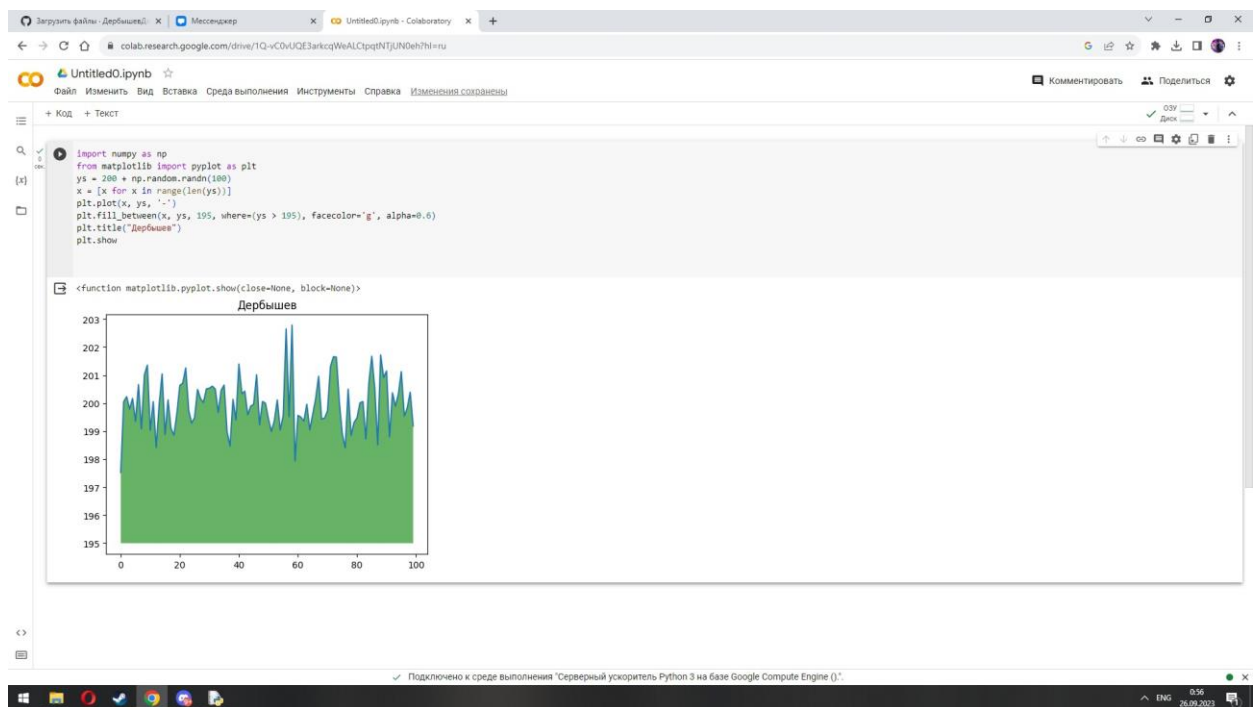 Загрузить файлы · ДербышевД
Мессенджер
Untitled0.ipynb - Colaboratory
colab.research.google.com/drive/1Q-vC0vUQE3arkcqWeALCtpqtNTjUN0eh?hl=ru
Untitled0.ipynb
Комментировать
Поделиться
Файл Изменить Вид Вставка Среда выполнения Инструменты Справка Изменения сохранены
+ Код + Текст
ОЗУ
Диск
0
сек.
{x}
import numpy as np
from matplotlib import pyplot as plt
ys = 200 + np.random.randn(100)
x = [x for x in range(len(ys))]
plt.plot(x, ys, '-')
plt.fill_between(x, ys, 195, where=(ys > 195), facecolor='g', alpha=0.6)
plt.title("Дербышев")
plt.show
<function matplotlib.pyplot.show(close=None, block=None)>
Дербышев
203
202
201
200
199
198
197
196
195
0 20 40 60 80 100
Подключено к среде выполнения "Серверный ускоритель Python 3 на базе Google Compute Engine ()".
ENG
0:56
26.09.2023